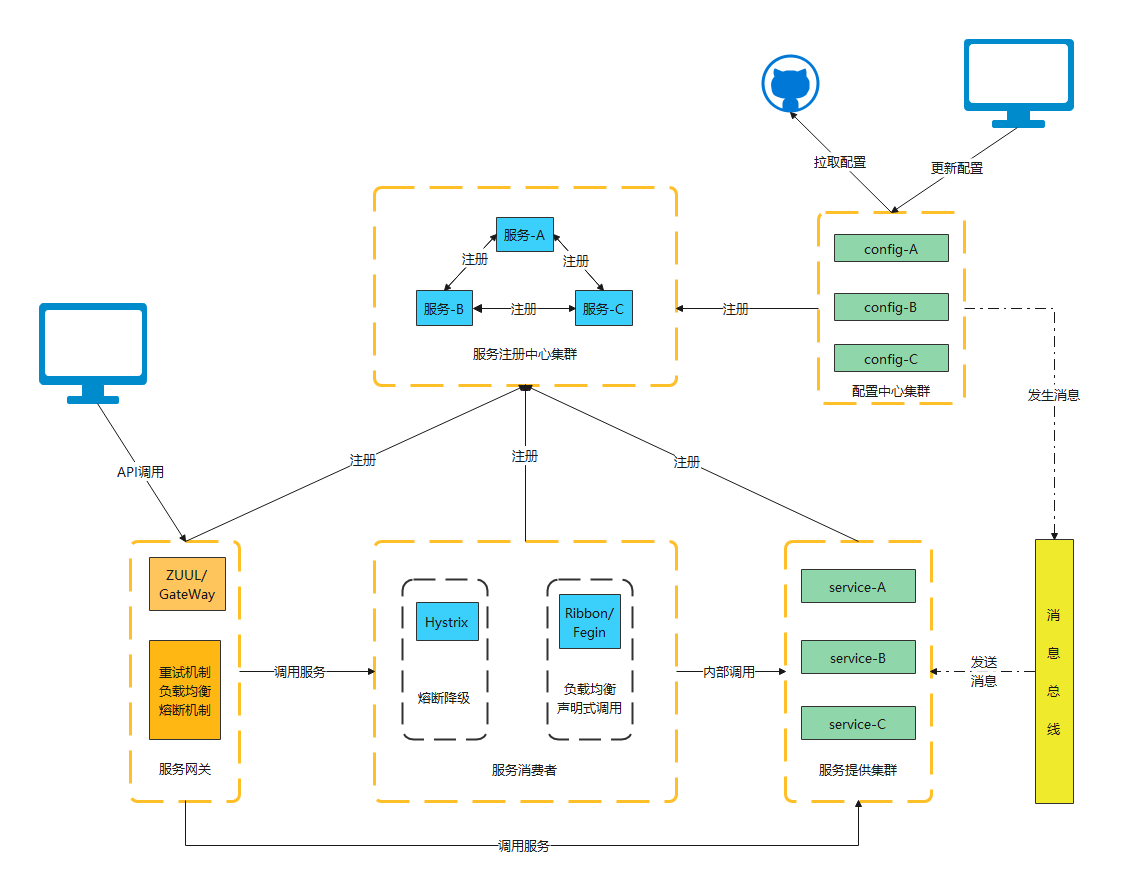 拉取配置
更新配置
服务-A
注册
注册
服务-B
注册
服务-C
服务注册中心集群
注册
config-A
config-B
config-C
配置中心集群
发生消息
API调用
注册
注册
注册
ZUUL/
GateWay
重试机制
负载均衡
熔断机制
服务网关
调用服务
Hystrix
熔断降级
Ribbon/
Fegin
负载均衡
声明式调用
服务消费者
内部调用
service-A
service-B
service-C
服务提供集群
发送
消息
消
息
总
线
调用服务